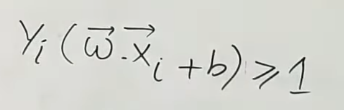 yᵢ (w⃗ · x⃗ᵢ + b) ⩾ 1